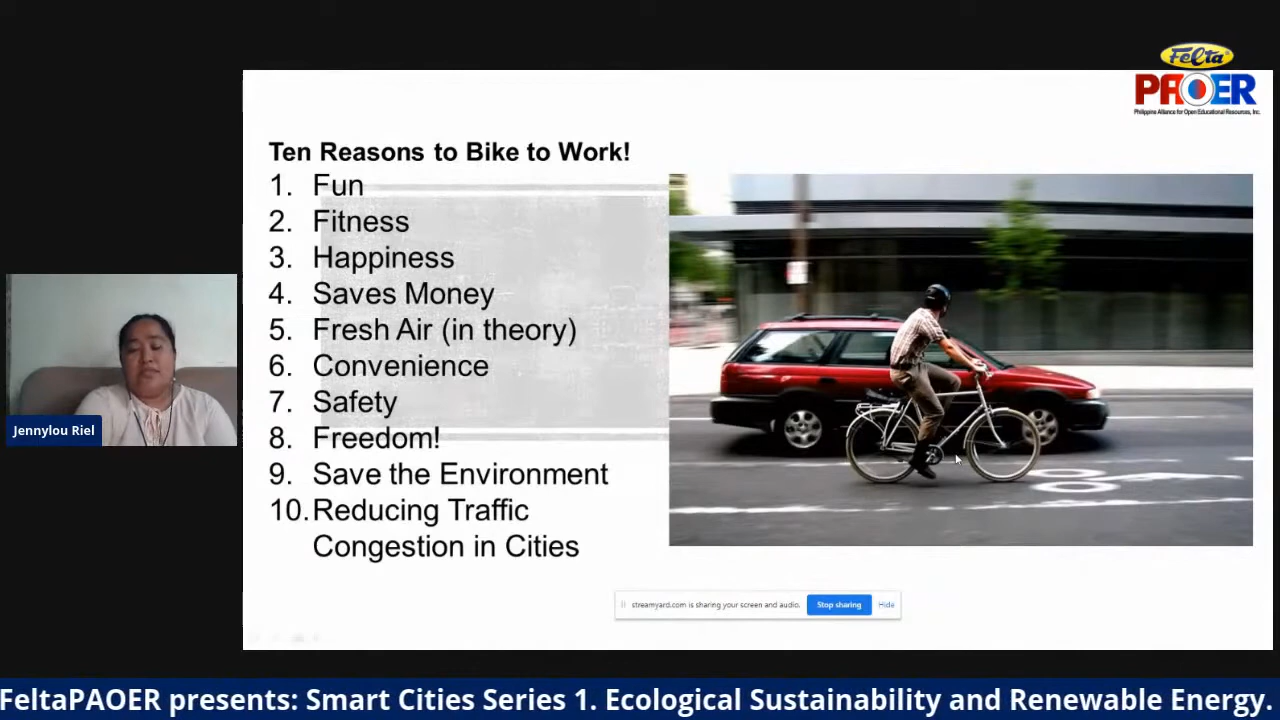 Felta
PAOER
Philippine Alliance for Open Educational Resources, Inc.
Ten Reasons to Bike to Work!
1. Fun
2. Fitness
3. Happiness
4. Saves Money
5. Fresh Air (in theory)
6. Convenience
7. Safety
8. Freedom!
9. Save the Environment
10. Reducing Traffic
Congestion in Cities
Jennylou Riel
streamyard.com is sharing your screen and audio. Stop sharing Hide
FeltaPAOER presents: Smart Cities Series 1. Ecological Sustainability and Renewable Energy.